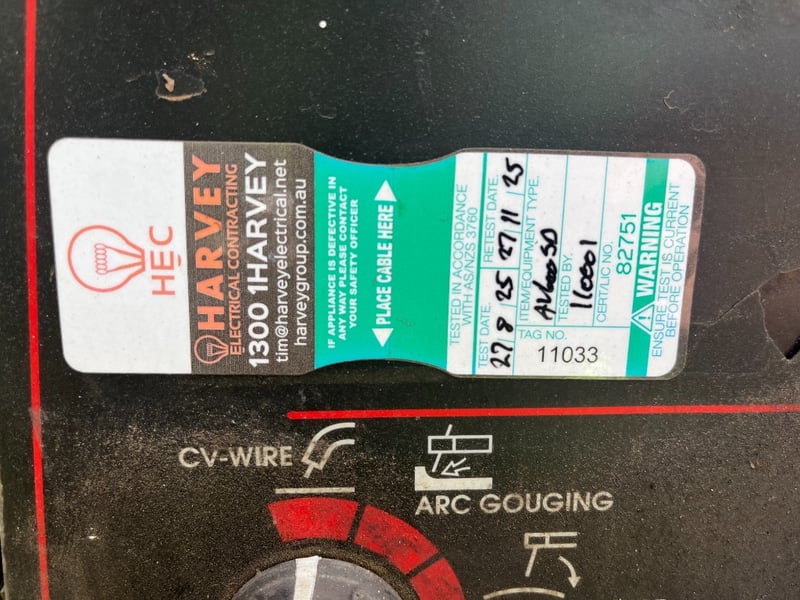 HEC
HARVEY
ELECTRICAL CONTRACTING
1300 1HARVEY
tim@harveyelectrical.net
harveygroup.com.au
IF APPLIANCE IS DEFECTIVE IN
ANY WAY PLEASE CONTACT
YOUR SAFETY OFFICER
PLACE CABLE HERE
TESTED IN ACCORDANCE
WITH AS/NZS 3760
TEST DATE. RETEST DATE.
27 8 25 27/11/25
ITEM/EQUIPMENT TYPE.
TESTED BY.
CERT/LIC NO.
82751
TAG NO.
11033
WARNING
ENSURE TEST IS CURRENT
BEFORE OPERATION
CV-WIRE
ARC GOUGING